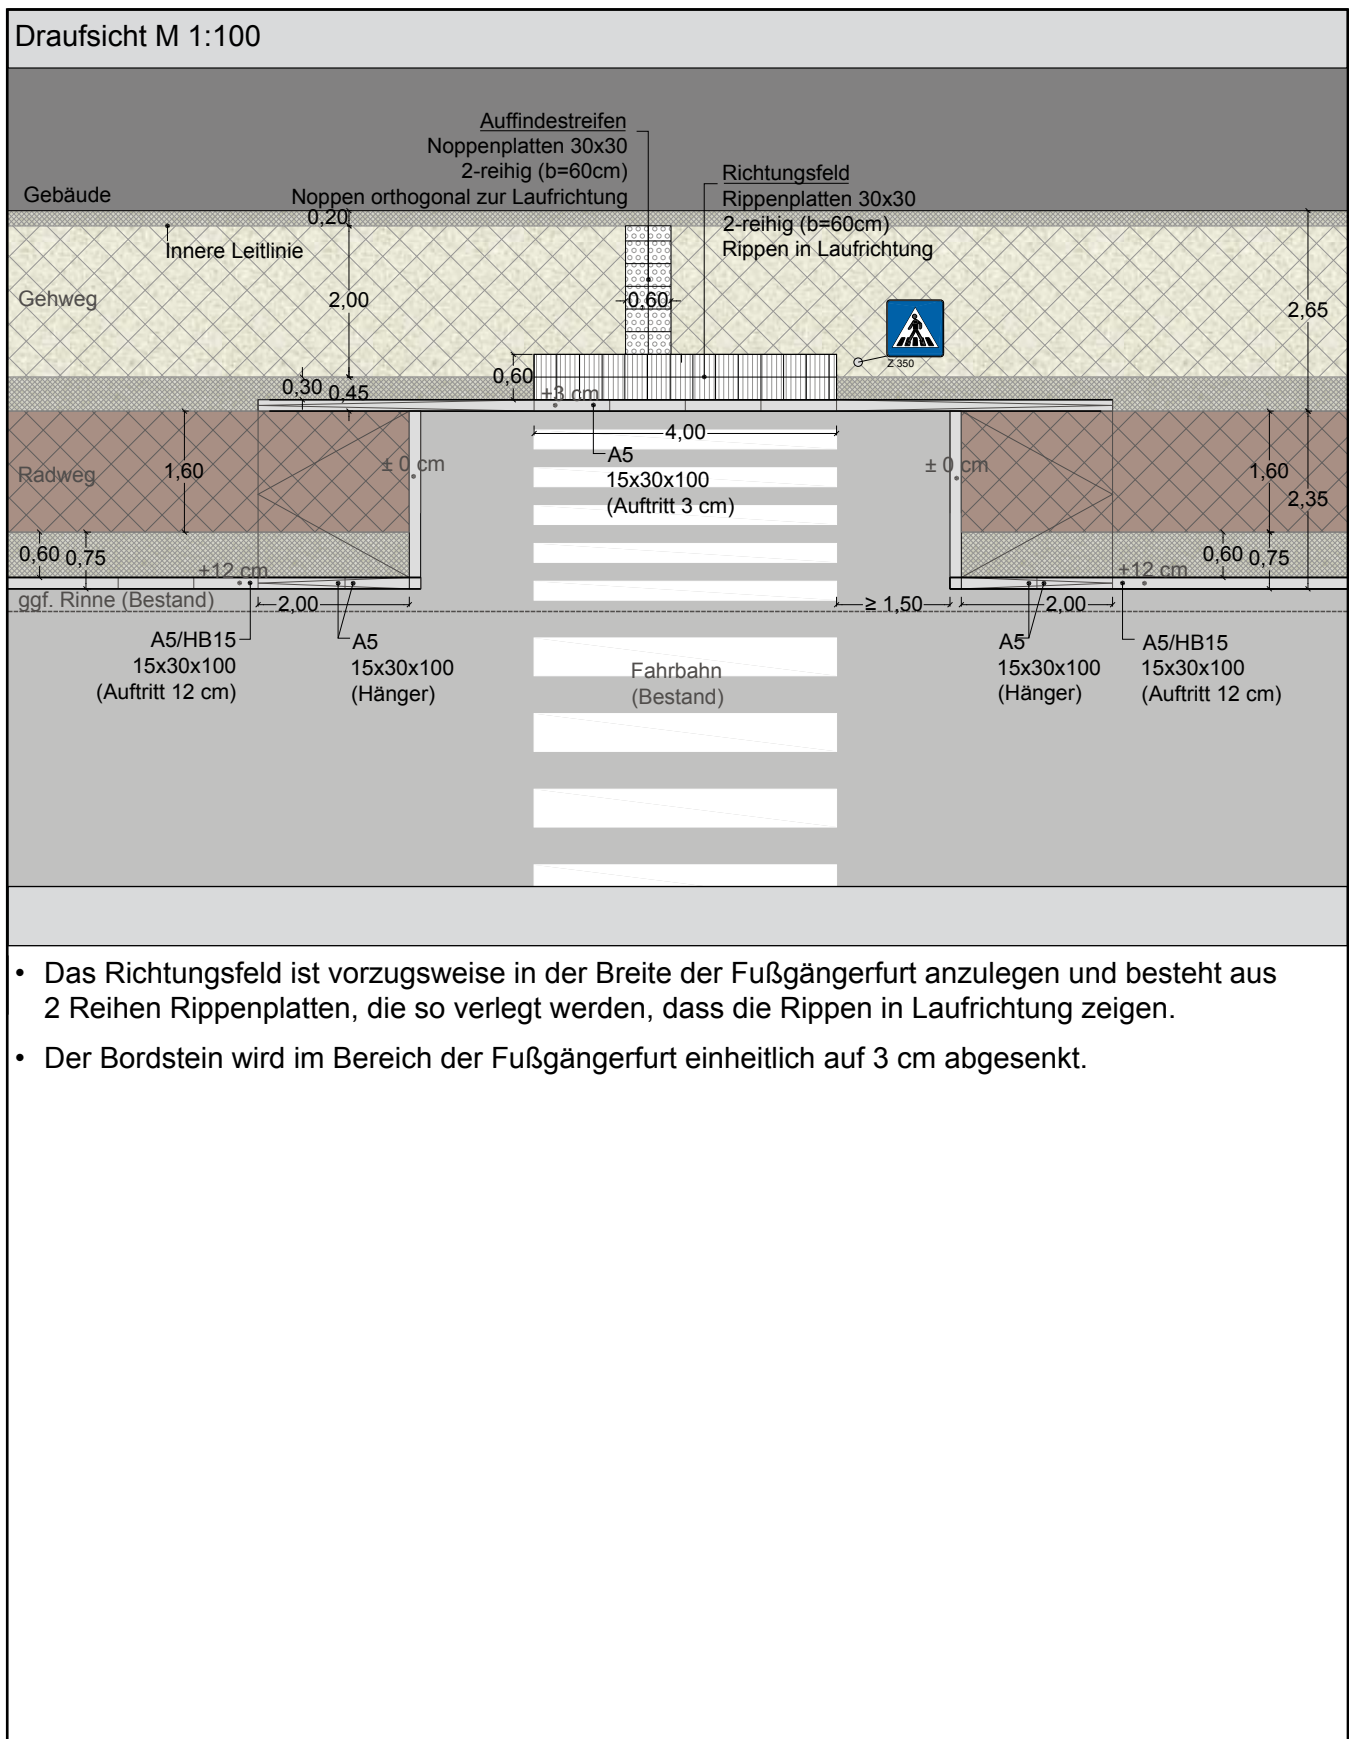 Draufsicht M 1:100
Auffindestreifen
Noppenplatten 30x30
2-reihig (b=60cm)
Noppen orthogonal zur Laufrichtung
Richtungsfeld
Rippenplatten 30x30
2-reihig (b=60cm)
Rippen in Laufrichtung
Gebäude
0,20
Innere Leitlinie
Gehweg
2,00
0,60
2,65
Z 350
0,60
0,30
0,45
+3 cm
4,00
A5
15x30x100
(Auftritt 3 cm)
Radweg
1,60
± 0 cm
± 0 cm
1,60
2,35
0,60
0,75
+12 cm
0,60
0,75
+12 cm
ggf. Rinne (Bestand)
2,00
≥ 1,50
2,00
A5/HB15
15x30x100
(Auftritt 12 cm)
A5
15x30x100
(Hänger)
Fahrbahn
(Bestand)
A5
15x30x100
(Hänger)
A5/HB15
15x30x100
(Auftritt 12 cm)
• Das Richtungsfeld ist vorzugsweise in der Breite der Fußgängerfurt anzulegen und besteht aus
2 Reihen Rippenplatten, die so verlegt werden, dass die Rippen in Laufrichtung zeigen.
• Der Bordstein wird im Bereich der Fußgängerfurt einheitlich auf 3 cm abgesenkt.